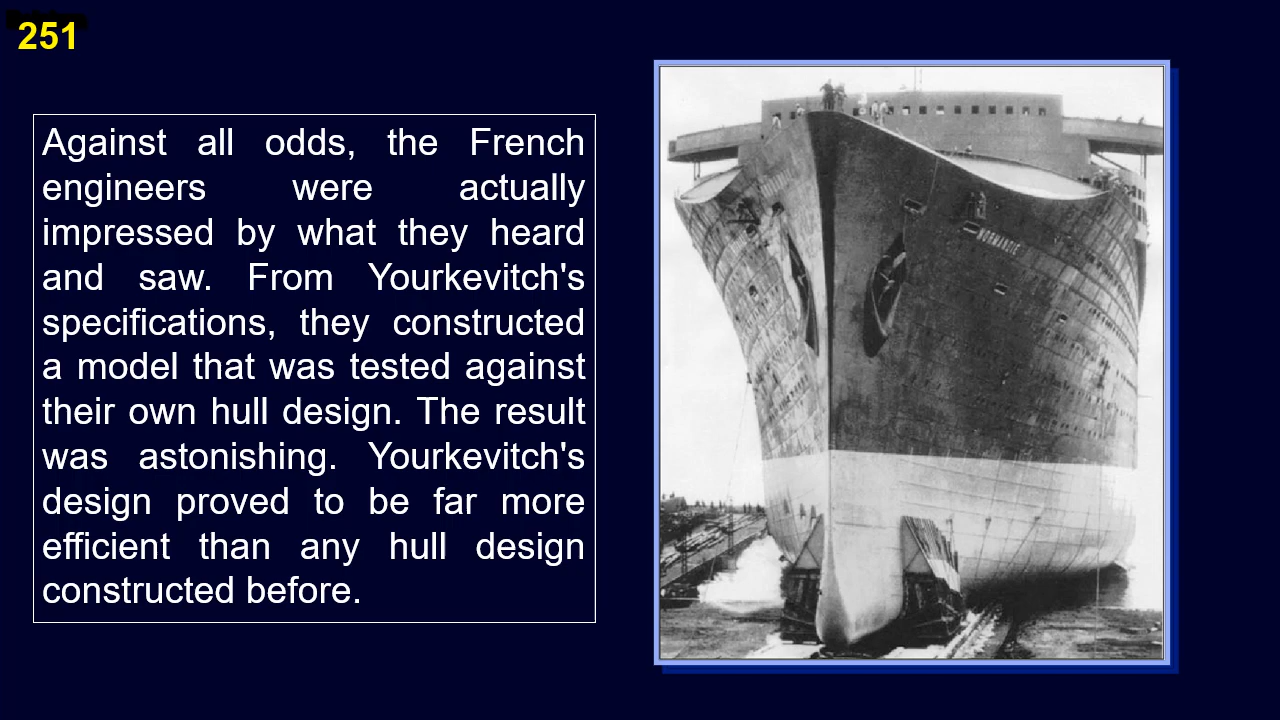 251
Against all odds, the French
engineers were actually
impressed by what they heard
and saw. From Yourkevitch's
specifications, they constructed
a model that was tested against
their own hull design. The result
was astonishing. Yourkevitch's
design proved to be far more
efficient than any hull design
constructed before.
NORMANDIE